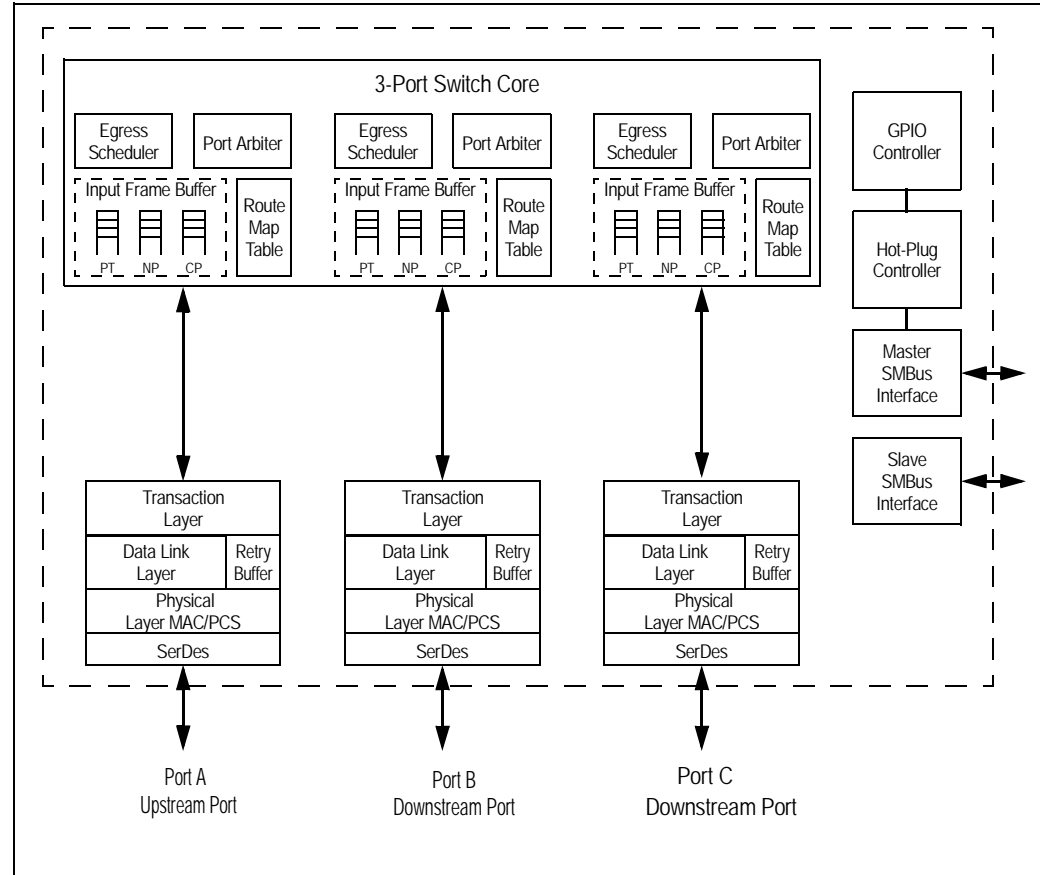 3-Port Switch Core
Egress
Scheduler
Port Arbiter
Input Frame Buffer
PT NP CP
Route
Map
Table
Egress
Scheduler
Port Arbiter
Input Frame Buffer
PT NP CP
Route
Map
Table
Egress
Scheduler
Port Arbiter
Input Frame Buffer
PT NP CP
Route
Map
Table
GPIO
Controller
Hot-Plug
Controller
Master
SMBus
Interface
Slave
SMBus
Interface
Transaction
Layer
Data Link
Layer
Retry
Buffer
Physical
Layer MAC/PCS
SerDes
Transaction
Layer
Data Link
Layer
Retry
Buffer
Physical
Layer MAC/PCS
SerDes
Transaction
Layer
Data Link
Layer
Retry
Buffer
Physical
Layer MAC/PCS
SerDes
Port A
Upstream Port
Port B
Downstream Port
Port C
Downstream Port